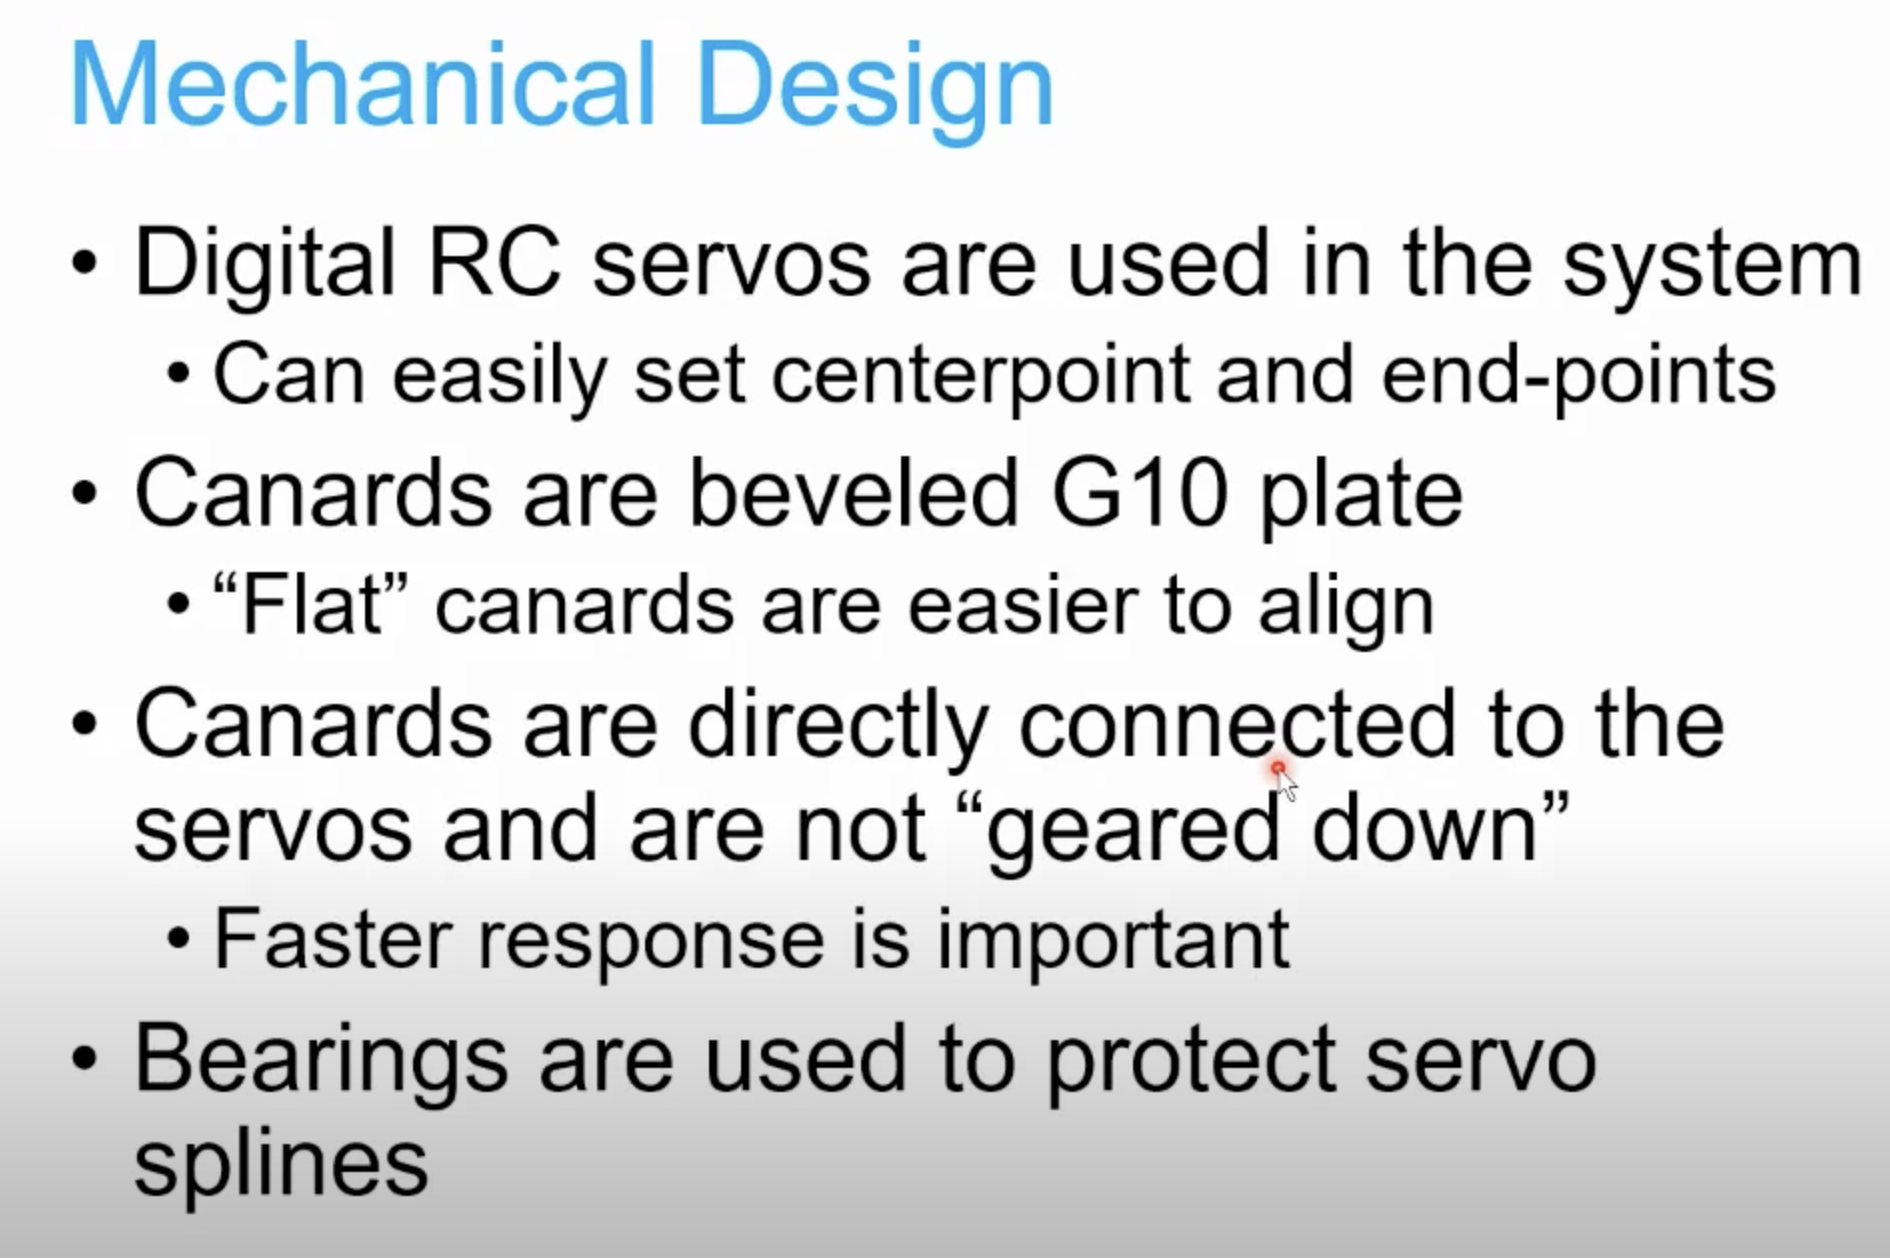 Mechanical Design
• Digital RC servos are used in the system
• Can easily set centerpoint and end-points
• Canards are beveled G10 plate
• “Flat” canards are easier to align
• Canards are directly connected to the
servos and are not “geared down”
• Faster response is important
• Bearings are used to protect servo
splines